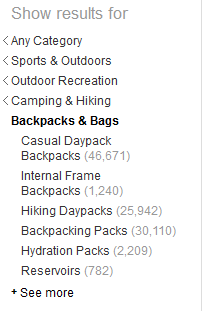 Show results for
< Any Category
< Sports & Outdoors
< Outdoor Recreation
< Camping & Hiking
Backpacks & Bags
Casual Daypack
Backpacks (46,671)
Internal Frame
Backpacks (1,240)
Hiking Daypacks (25,942)
Backpacking Packs (30,110)
Hydration Packs (2,209)
Reservoirs (782)
+ See more